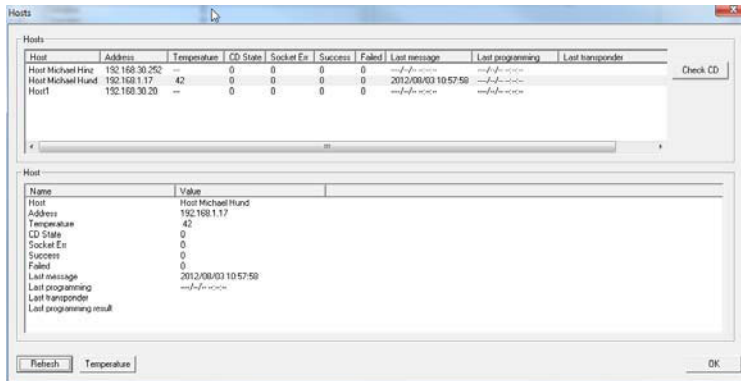 Hosts
Hosts
Host Address Temperature CD State Socket Err Success Failed Last message Last programming Last transponder
Host Michael Hinz 192.168.30.252 --- 0 0 0 0 ---/--/-- --:--:-- ---/--/-- --:--:--
Check CD
Host Michael Hund 192.168.1.17 42 0 0 0 0 2012/08/03 10:57:58 ---/--/-- --:--:--
Host1 192.168.30.20 --- 0 0 0 0 ---/--/-- --:--:-- ---/--/-- --:--:--
Host
Name Value
Host Host Michael Hund
Address 192.168.1.17
Temperature 42
CD State 0
Socket Err 0
Success 0
Failed 0
Last message 2012/08/03 10:57:58
Last programming ---/--/-- --:--:--
Last transponder
Last programming result
Refresh Temperature OK